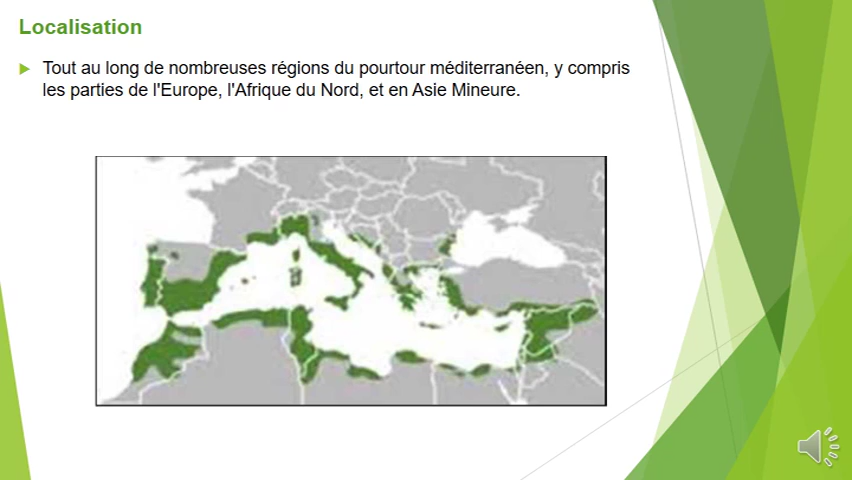 Localisation
Tout au long de nombreuses régions du pourtour méditerranéen, y compris
les parties de l'Europe, l'Afrique du Nord, et en Asie Mineure.